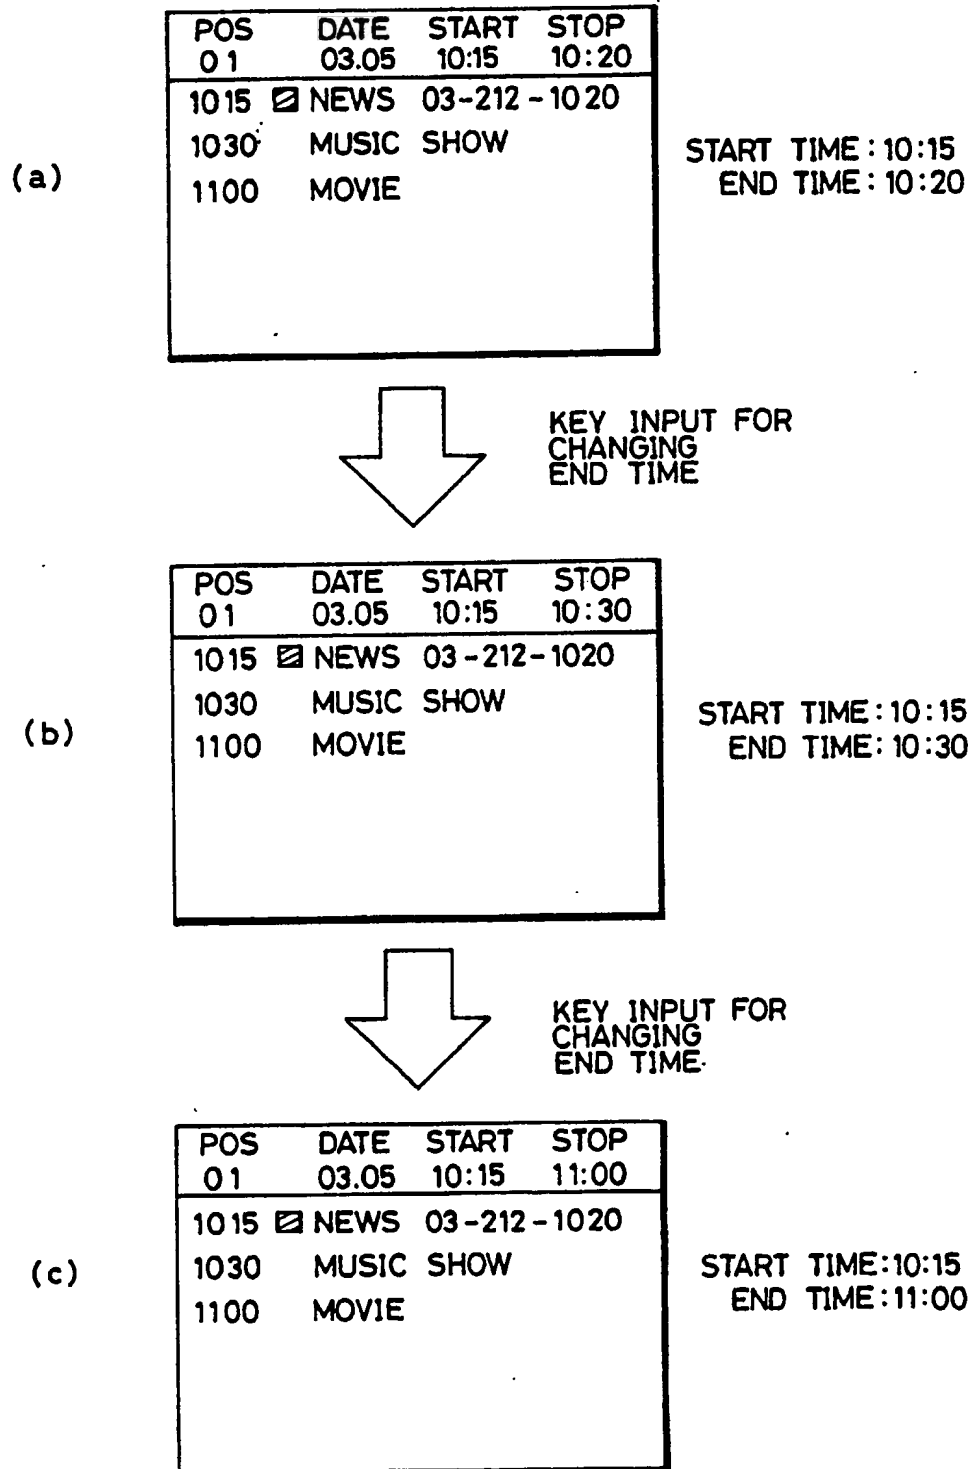 POS DATE START STOP
01 03.05 10:15 10:20
1015 NEWS 03-212-1020
1030 MUSIC SHOW
1100 MOVIE
(a)
START TIME:10:15
END TIME:10:20
KEY INPUT FOR
CHANGING
END TIME
POS DATE START STOP
01 03.05 10:15 10:30
1015 NEWS 03-212-1020
1030 MUSIC SHOW
1100 MOVIE
(b)
START TIME:10:15
END TIME:10:30
KEY INPUT FOR
CHANGING
END TIME
POS DATE START STOP
01 03.05 10:15 11:00
1015 NEWS 03-212-1020
1030 MUSIC SHOW
1100 MOVIE
(c)
START TIME:10:15
END TIME:11:00